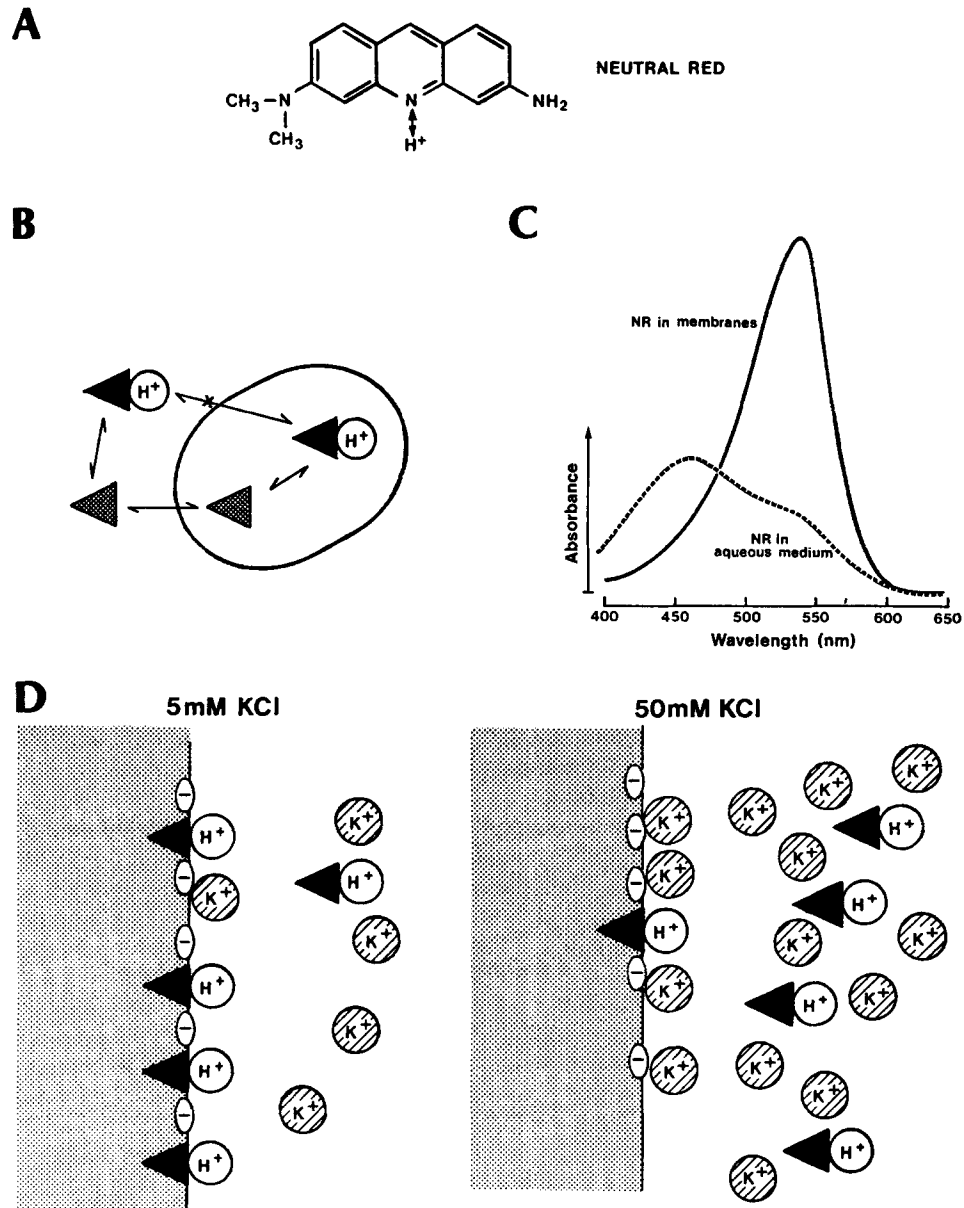 A
NEUTRAL RED
CH₃
N
CH₃
N
H⁺
NH₂
B
H⁺
H⁺
C
NR in membranes
NR in
aqueous medium
Absorbance
400 450 500 550 600 650
Wavelength (nm)
D
5mM KCl
50mM KCl
−
H⁺
−
K⁺
−
H⁺
−
H⁺
−
H⁺
K⁺
H⁺
K⁺
K⁺
K⁺
−
−
K⁺
−
K⁺
H⁺
−
K⁺
−
K⁺
K⁺
K⁺
K⁺
H⁺
K⁺
H⁺
K⁺
K⁺
H⁺
K⁺
K⁺
K⁺
H⁺
K⁺